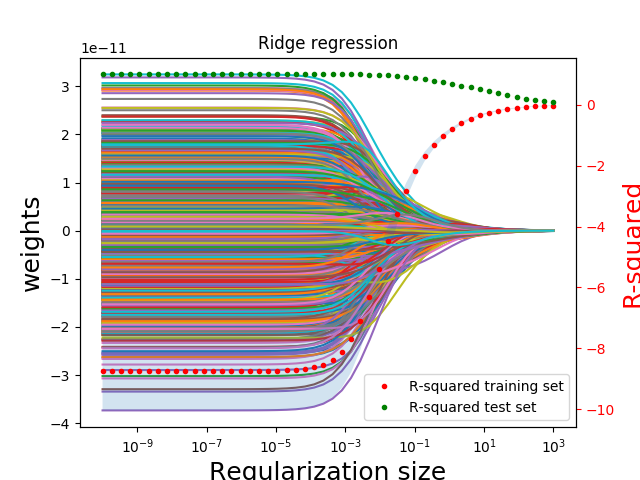 Ridge regression
1e−11
3
2
1
0
−1
−2
−3
−4
weights
0
−2
−4
−6
−8
−10
R-squared
R-squared training set
R-squared test set
10⁻⁹ 10⁻⁷ 10⁻⁵ 10⁻³ 10⁻¹ 10¹ 10³
Regularization size